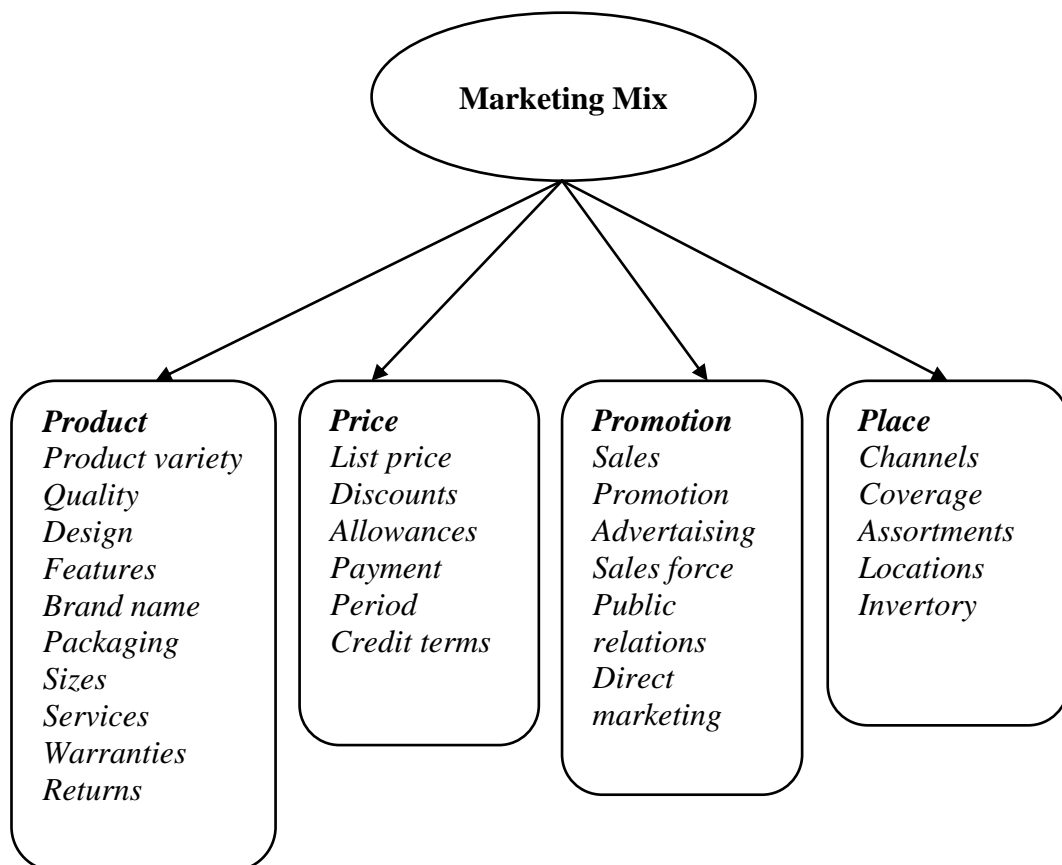 Marketing Mix
Product
Product variety
Quality
Design
Features
Brand name
Packaging
Sizes
Services
Warranties
Returns
Price
List price
Discounts
Allowances
Payment
Period
Credit terms
Promotion
Sales
Promotion
Advertaising
Sales force
Public
relations
Direct
marketing
Place
Channels
Coverage
Assortments
Locations
Invertory